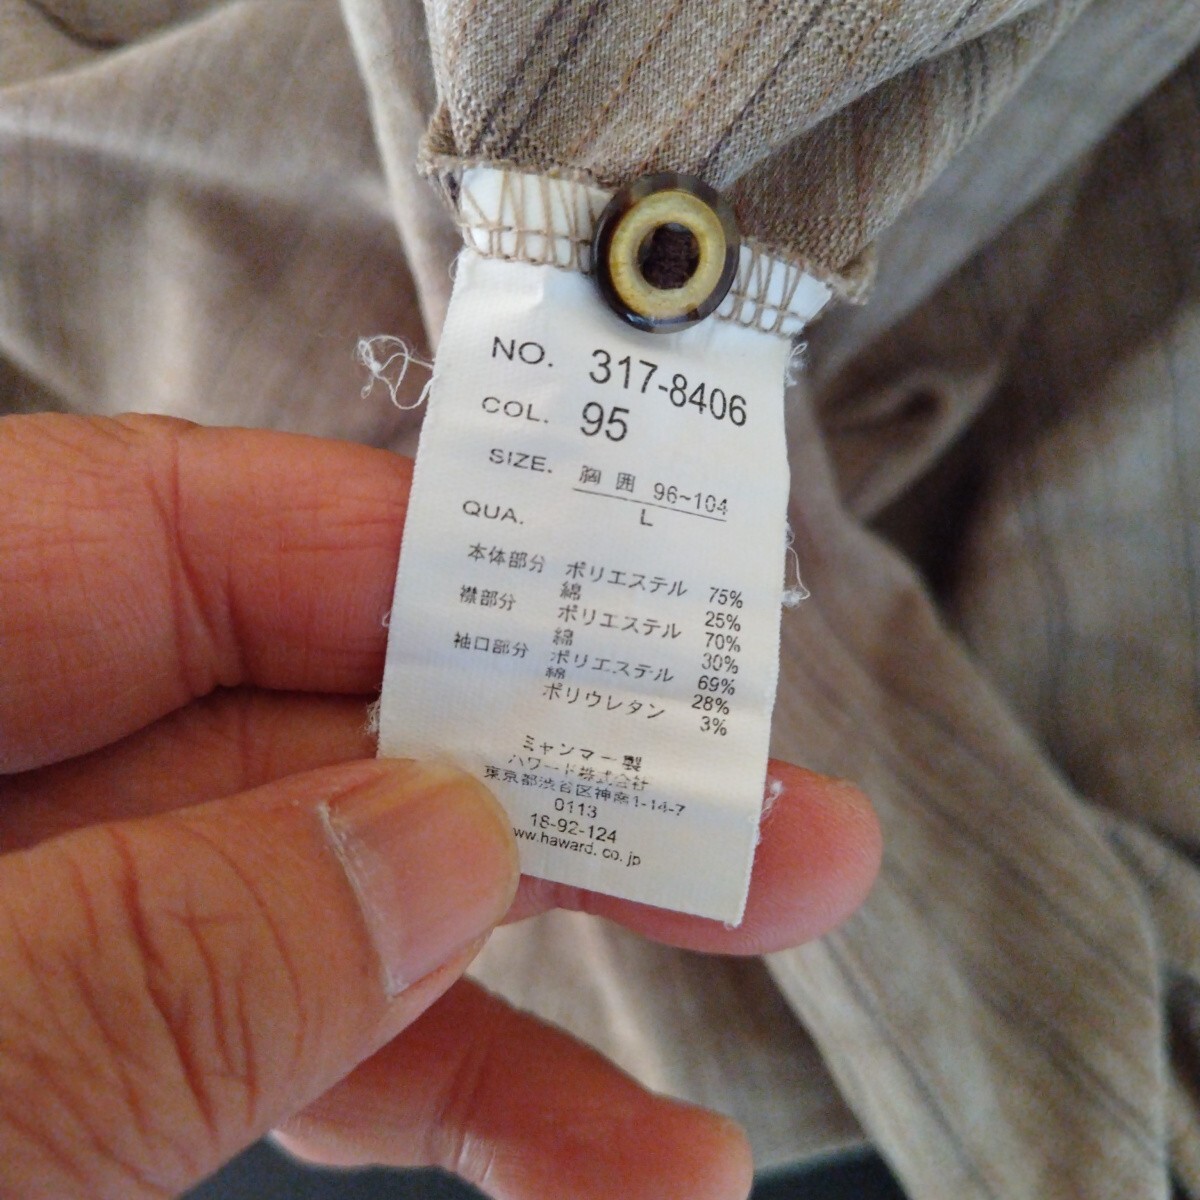 NO. 317-8406
COL. 95
SIZE. 胸囲 96~104
L
QUA.
本体部分 ポリエステル 75%
綿 25%
襟部分 ポリエステル 70%
綿 30%
袖口部分 ポリエステル 69%
綿 28%
ポリウレタン 3%
ミャンマー製
ハワード株式会社
東京都渋谷区神宮1-14-7
0113
18-92-124
www.haward.co.jp